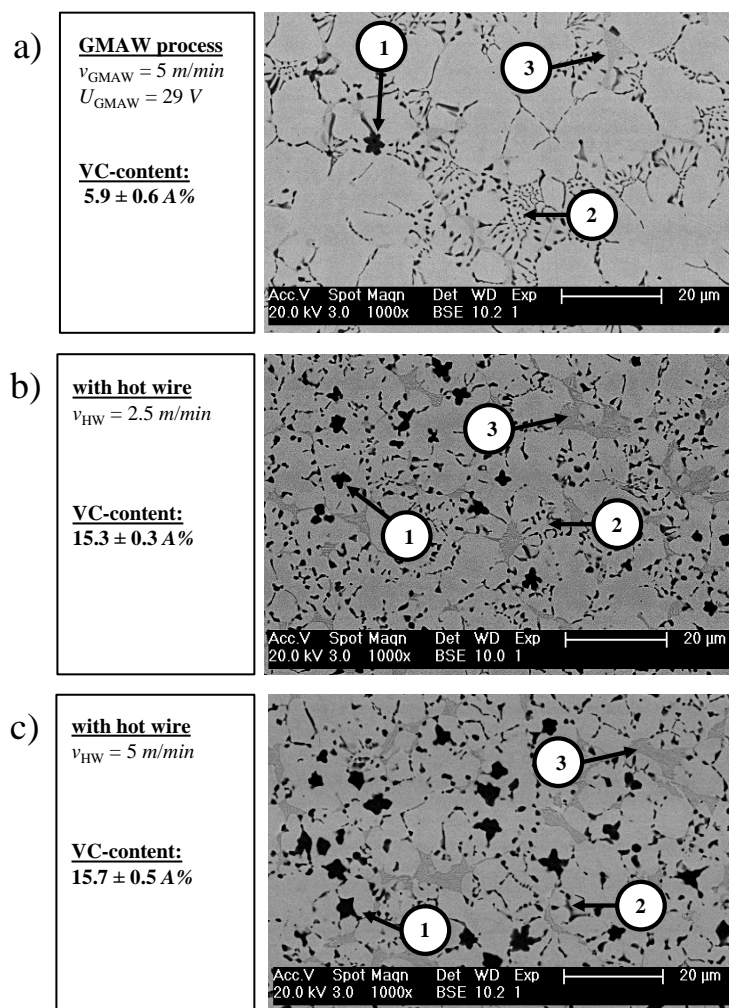 a)
GMAW process
vGMAW = 5 m/min
UGMAW = 29 V
VC-content:
5.9 ± 0.6 A%
1
3
2
Acc.V Spot Magn Det WD Exp
20.0 kV 3.0 1000x BSE 10.2 1
20 µm
b)
with hot wire
vHW = 2.5 m/min
VC-content:
15.3 ± 0.3 A%
3
1
2
Acc.V Spot Magn Det WD Exp
20.0 kV 3.0 1000x BSE 10.0 1
20 µm
c)
with hot wire
vHW = 5 m/min
VC-content:
15.7 ± 0.5 A%
3
1
2
Acc.V Spot Magn Det WD Exp
20.0 kV 3.0 1000x BSE 10.2 1
20 µm